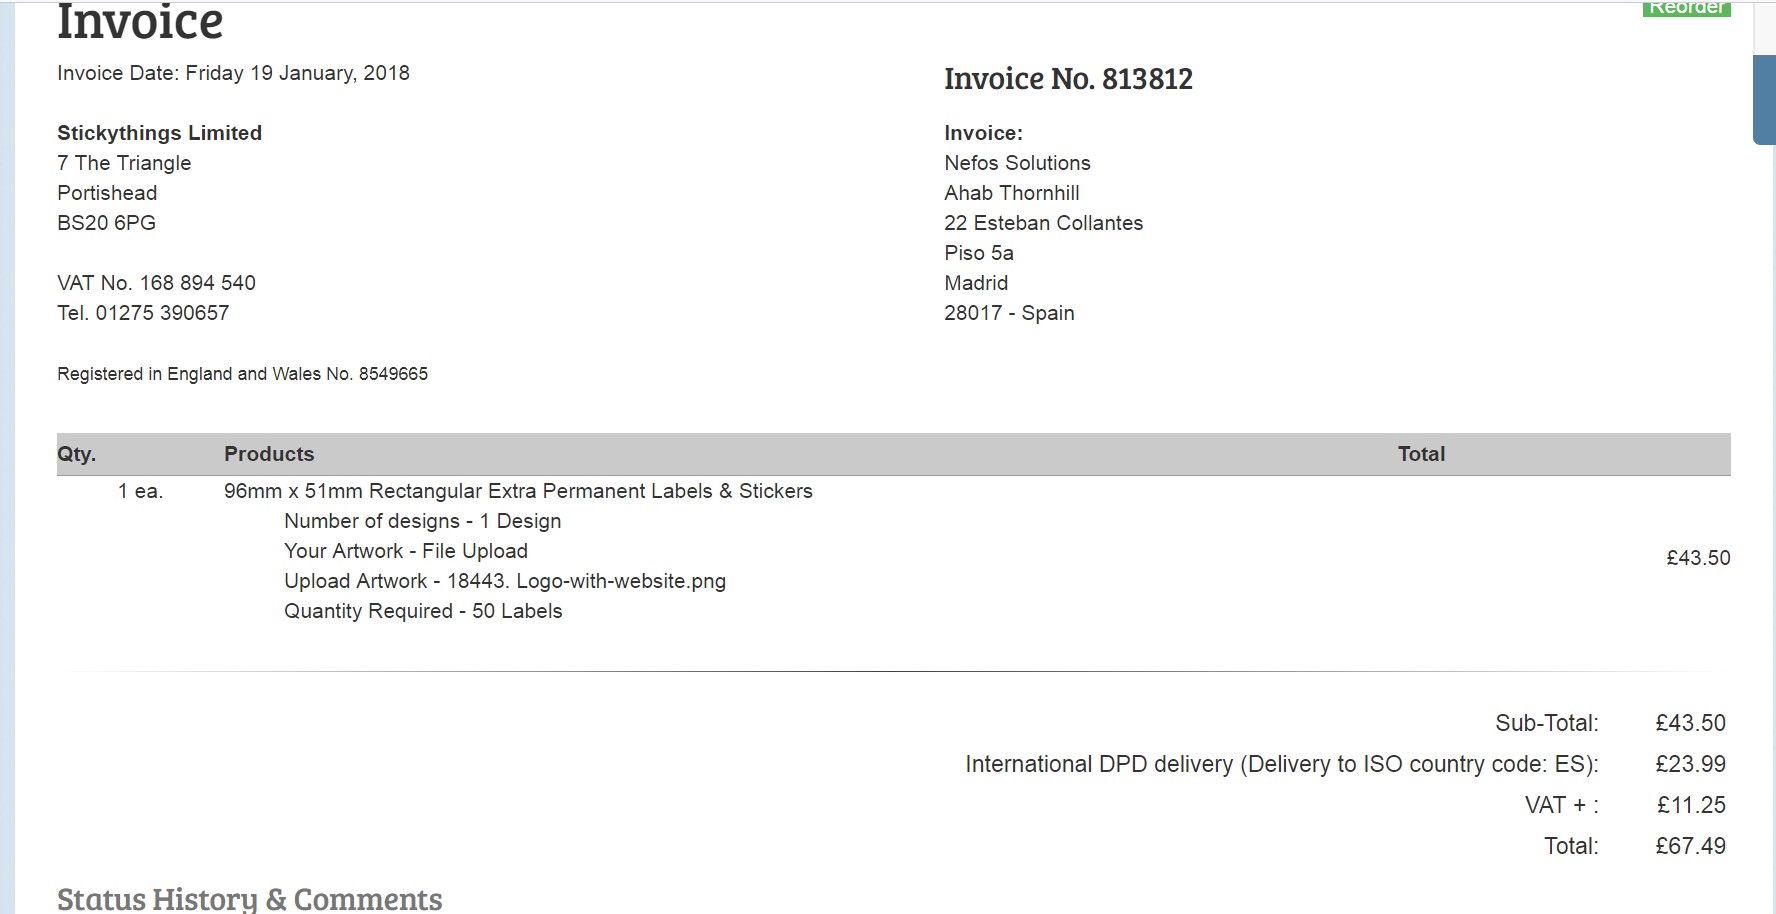 Invoice
Reorder
Invoice Date: Friday 19 January, 2018
Invoice No. 813812
Stickythings Limited
7 The Triangle
Portishead
BS20 6PG
VAT No. 168 894 540
Tel. 01275 390657
Registered in England and Wales No. 8549665
Invoice:
Nefos Solutions
Ahab Thornhill
22 Esteban Collantes
Piso 5a
Madrid
28017 - Spain
Qty. Products Total
1 ea. 96mm x 51mm Rectangular Extra Permanent Labels & Stickers
Number of designs - 1 Design
Your Artwork - File Upload
£43.50
Upload Artwork - 18443. Logo-with-website.png
Quantity Required - 50 Labels
Sub-Total: £43.50
International DPD delivery (Delivery to ISO country code: ES): £23.99
VAT + : £11.25
Total: £67.49
Status History & Comments